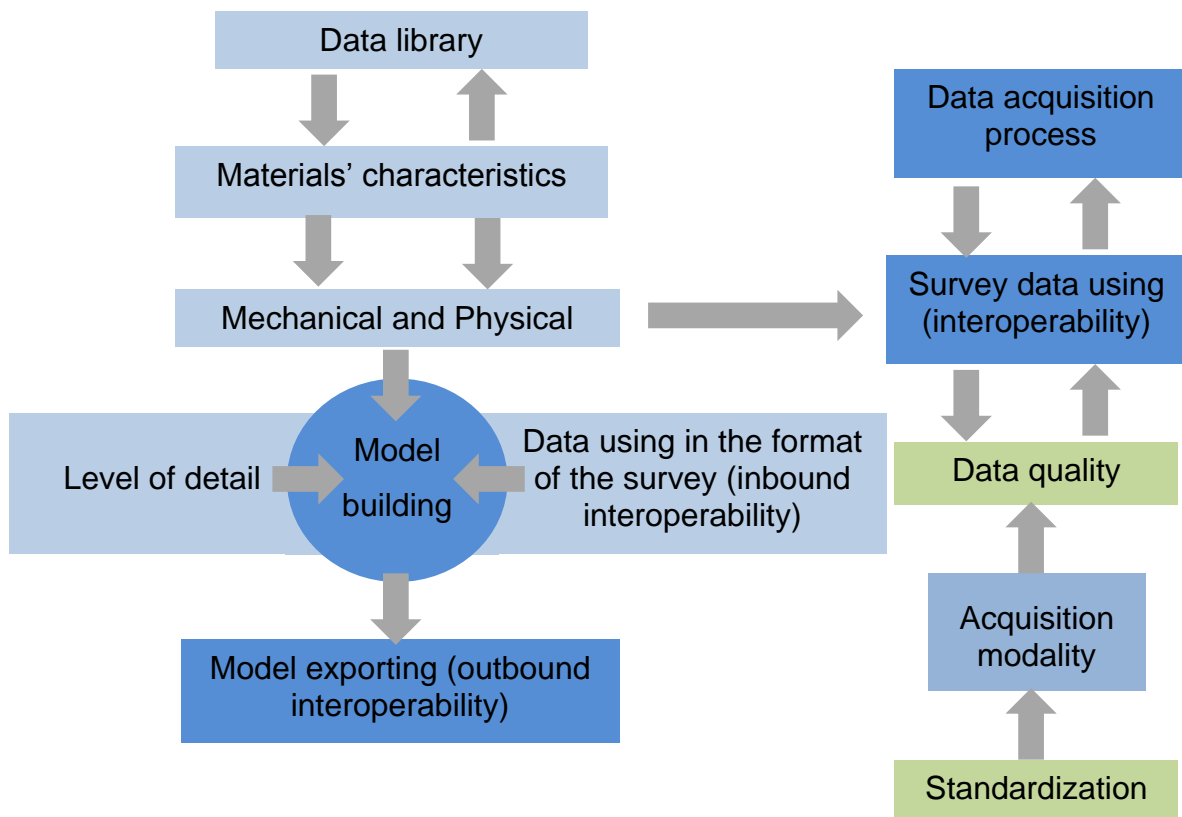 Data library
Materials’ characteristics
Mechanical and Physical
Level of detail
Model
building
Data using in the format
of the survey (inbound
interoperability)
Model exporting (outbound
interoperability)
Data acquisition
process
Survey data using
(interoperability)
Data quality
Acquisition
modality
Standardization